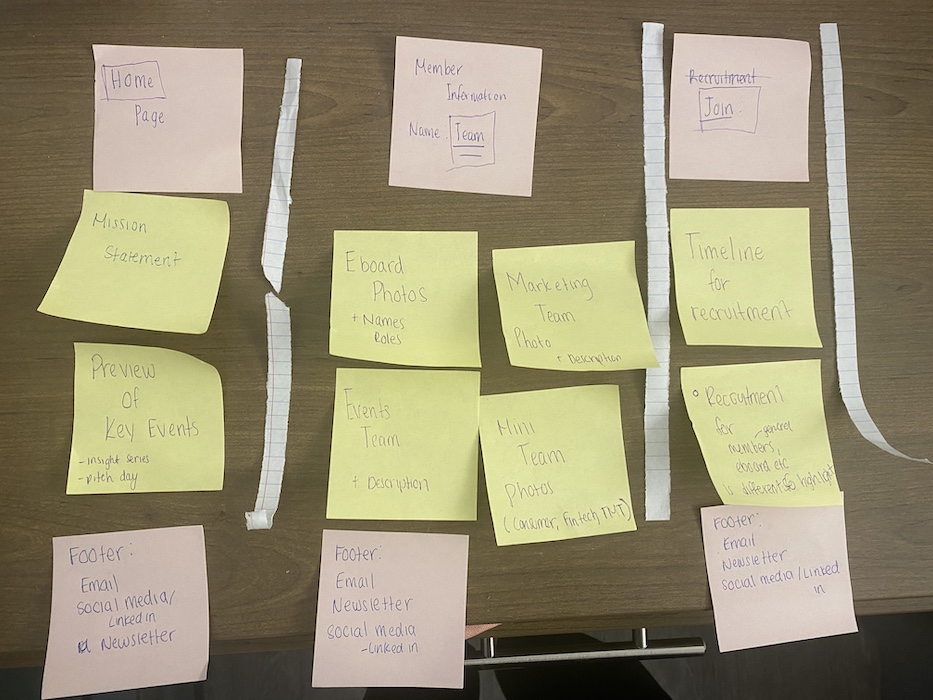 Home
Page
Mission
Statement
Preview
Of
Key Events
- Insight series
- pitch day
Footer:
Email
Social media/
Linked in
Newsletter
Member
Information
Name: Team
Eboard
Photos
+ Names
Roles
Marketing
Team
Photo
+ Description
Events
Team
+ Description
Team
Photos
(Consumer, Fintech, TMT)
Footer:
Email
Newsletter
Social media
- Linked in
Recruitment
Join
Timeline
for
recruitment
Recruitment
for - general
members,
eboard etc
is different so highlight
Footer:
Email
Newsletter
Social media / Linked
in